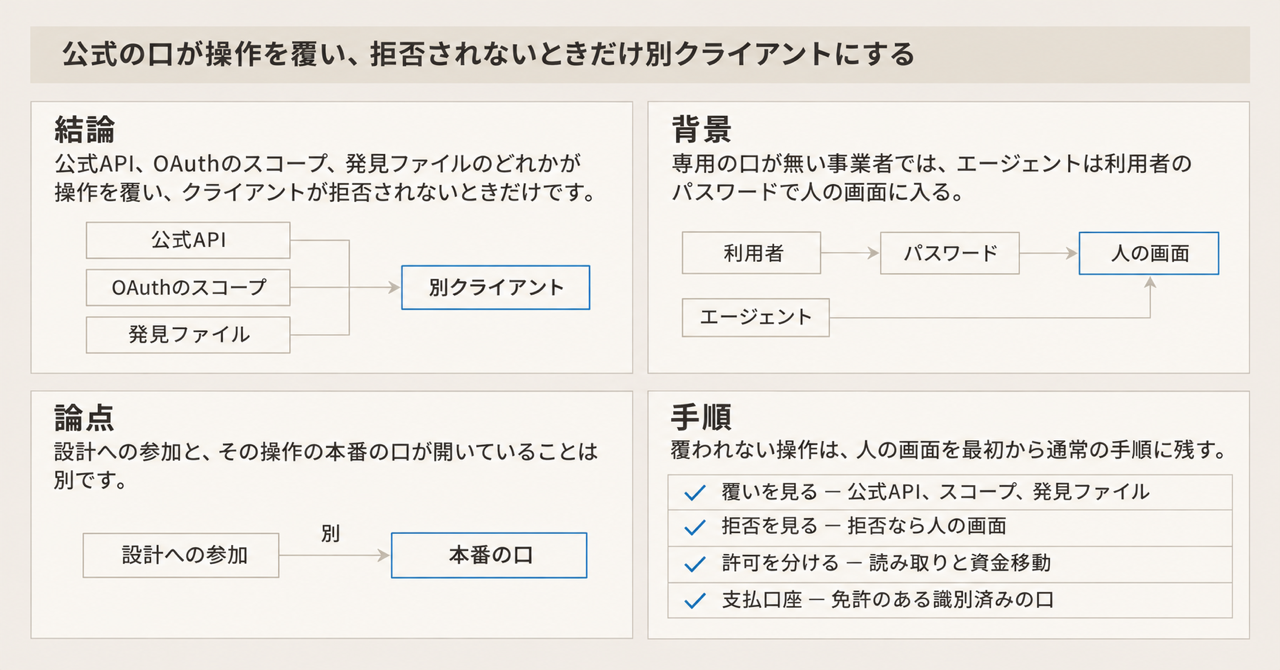 公式の口が操作を覆い、拒否されないときだけ別クライアントにする
結論
公式API、OAuthのスコープ、発見ファイルのどれかが
操作を覆い、クライアントが拒否されないときだけです。
公式API
OAuthのスコープ
発見ファイル
別クライアント
背景
専用の口が無い事業者では、エージェントは利用者の
パスワードで人の画面に入る。
利用者
パスワード
人の画面
エージェント
論点
設計への参加と、その操作の本番の口が開いていることは
別です。
設計への参加
別
本番の口
手順
覆われない操作は、人の画面を最初から通常の手順に残す。
覆いを見る — 公式API、スコープ、発見ファイル
拒否を見る — 拒否なら人の画面
許可を分ける — 読み取りと資金移動
支払口座 — 免許のある識別済みの口